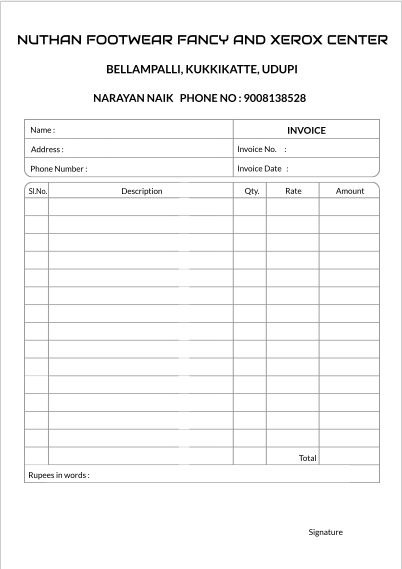 NUTHAN FOOTWEAR FANCY AND XEROX CENTER
BELLAMPALLI, KUKKIKATTE, UDUPI
NARAYAN NAIK PHONE NO : 9008138528
Name :
INVOICE
Address :
Invoice No. :
Phone Number :
Invoice Date :
Sl.No. Description Qty. Rate Amount
Total
Rupees in words :
Signature